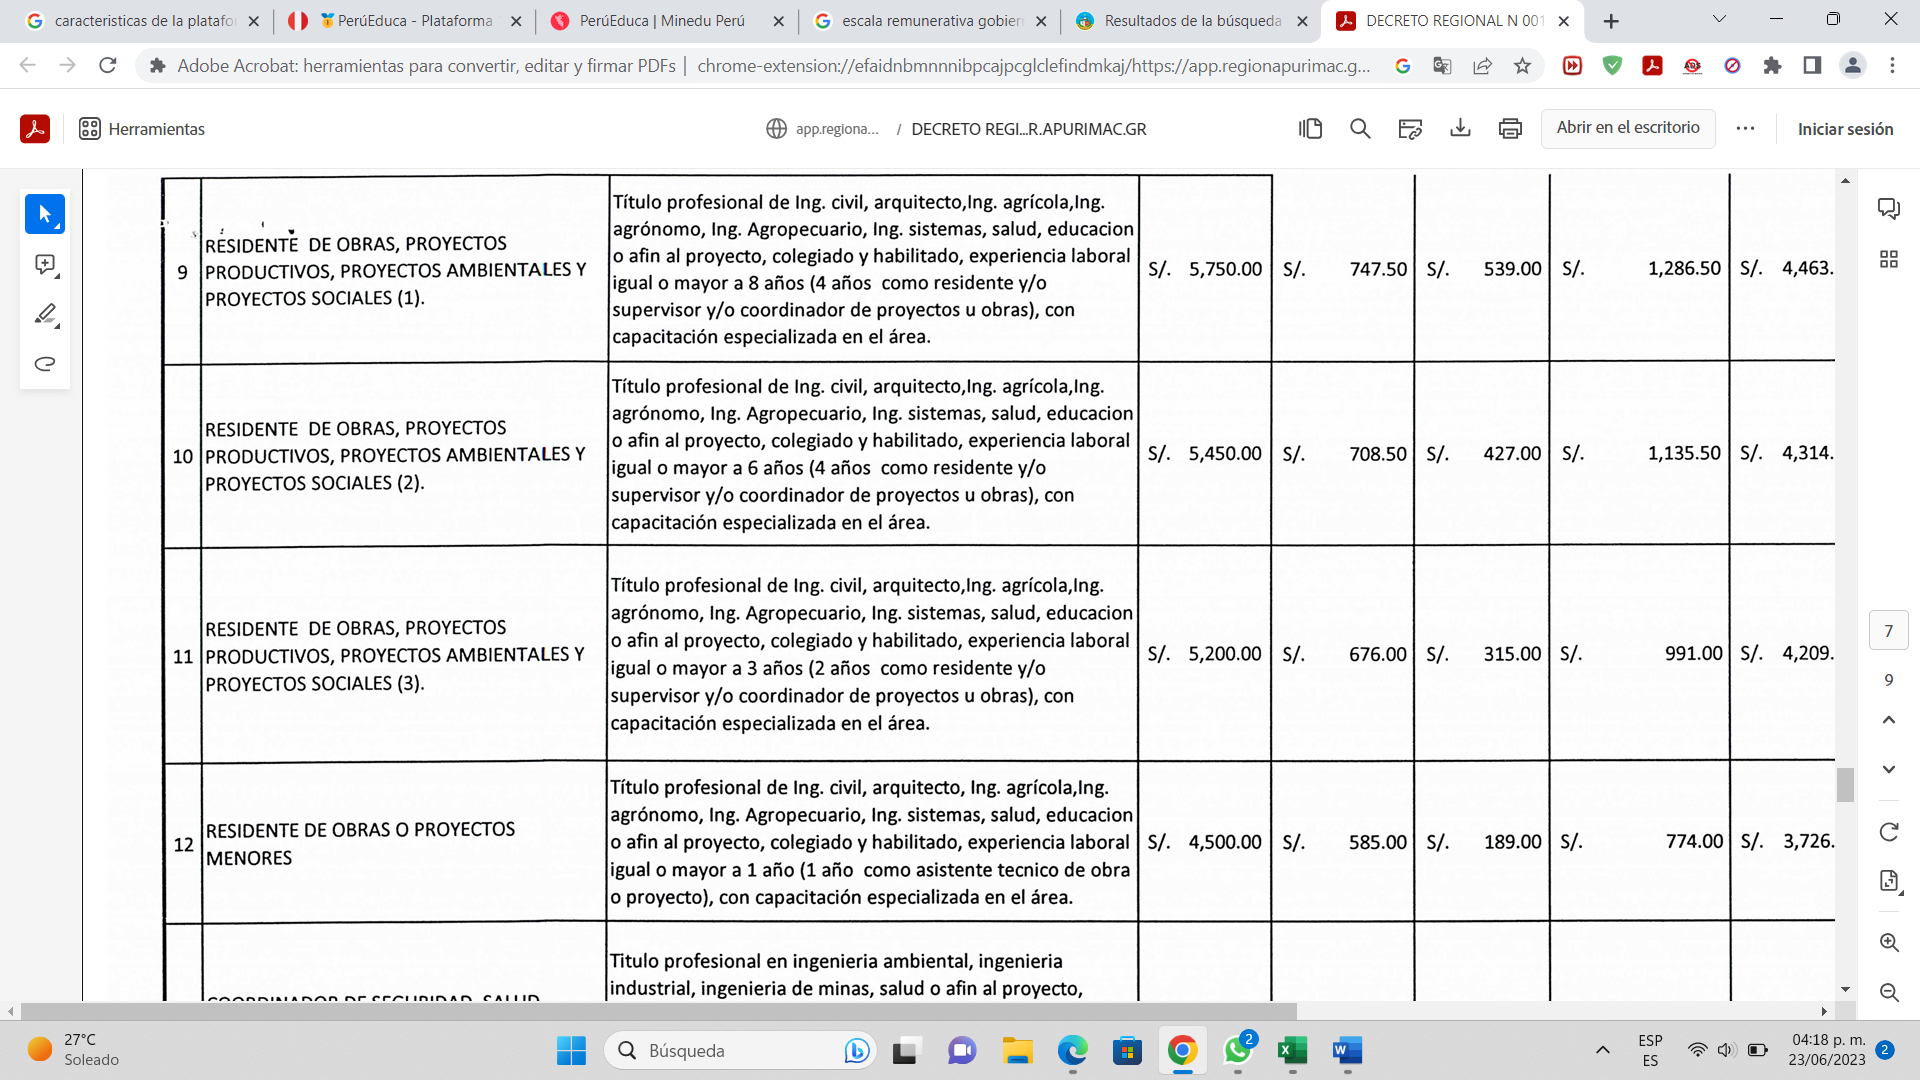 caracteristicas de la platafor
PerúEduca - Plataforma
PerúEduca | Minedu Perú
escala remunerativa gobiern
Resultados de la búsqueda
DECRETO REGIONAL N 001
Adobe Acrobat: herramientas para convertir, editar y firmar PDFs | chrome-extension://efaidnbmnnnibpcajpcglclefindmkaj/https://app.regionapurimac.g...
Herramientas
app.regiona... / DECRETO REGI...R.APURIMAC.GR
Abrir en el escritorio
Iniciar sesión
9
RESIDENTE DE OBRAS, PROYECTOS
PRODUCTIVOS, PROYECTOS AMBIENTALES Y
PROYECTOS SOCIALES (1).
Título profesional de Ing. civil, arquitecto,Ing. agrícola,Ing.
agrónomo, Ing. Agropecuario, Ing. sistemas, salud, educacion
o afin al proyecto, colegiado y habilitado, experiencia laboral
igual o mayor a 8 años (4 años como residente y/o
supervisor y/o coordinador de proyectos u obras), con
capacitación especializada en el área.
S/. 5,750.00 S/. 747.50 S/. 539.00 S/. 1,286.50 S/. 4,463.
10
RESIDENTE DE OBRAS, PROYECTOS
PRODUCTIVOS, PROYECTOS AMBIENTALES Y
PROYECTOS SOCIALES (2).
Título profesional de Ing. civil, arquitecto,Ing. agrícola,Ing.
agrónomo, Ing. Agropecuario, Ing. sistemas, salud, educacion
o afin al proyecto, colegiado y habilitado, experiencia laboral
igual o mayor a 6 años (4 años como residente y/o
supervisor y/o coordinador de proyectos u obras), con
capacitación especializada en el área.
S/. 5,450.00 S/. 708.50 S/. 427.00 S/. 1,135.50 S/. 4,314.
11
RESIDENTE DE OBRAS, PROYECTOS
PRODUCTIVOS, PROYECTOS AMBIENTALES Y
PROYECTOS SOCIALES (3).
Título profesional de Ing. civil, arquitecto,Ing. agrícola,Ing.
agrónomo, Ing. Agropecuario, Ing. sistemas, salud, educacion
o afin al proyecto, colegiado y habilitado, experiencia laboral
igual o mayor a 3 años (2 años como residente y/o
supervisor y/o coordinador de proyectos u obras), con
capacitación especializada en el área.
S/. 5,200.00 S/. 676.00 S/. 315.00 S/. 991.00 S/. 4,209.
12
RESIDENTE DE OBRAS O PROYECTOS
MENORES
Título profesional de Ing. civil, arquitecto, Ing. agrícola,Ing.
agrónomo, Ing. Agropecuario, Ing. sistemas, salud, educacion
o afin al proyecto, colegiado y habilitado, experiencia laboral
igual o mayor a 1 año (1 año como asistente tecnico de obra
o proyecto), con capacitación especializada en el área.
S/. 4,500.00 S/. 585.00 S/. 189.00 S/. 774.00 S/. 3,726.
COORDINADOR DE SEGURIDAD, SALUD
Titulo profesional en ingenieria ambiental, ingenieria
industrial, ingenieria de minas, salud o afin al proyecto,
7
9
27°C
Soleado
Búsqueda
2
ESP
ES
04:18 p. m.
23/06/2023
2